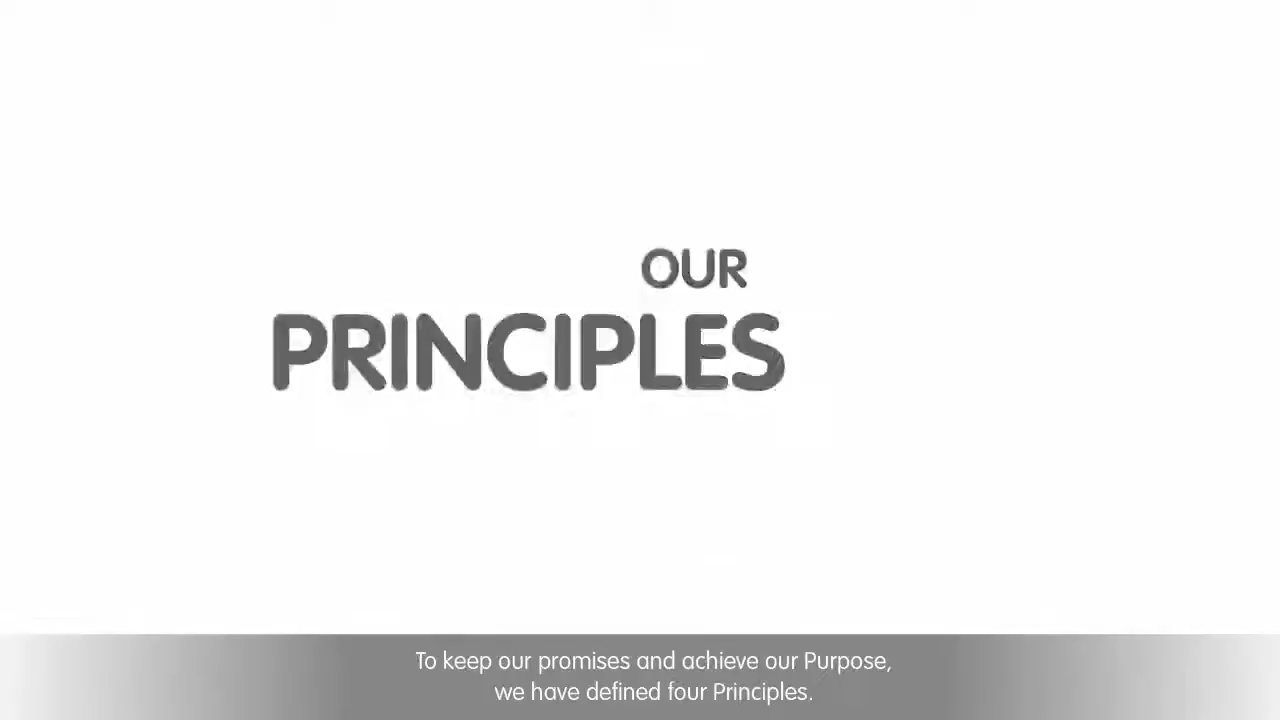 OUR
PRINCIPLES
To keep our promises and achieve our Purpose,
we have defined four Principles.